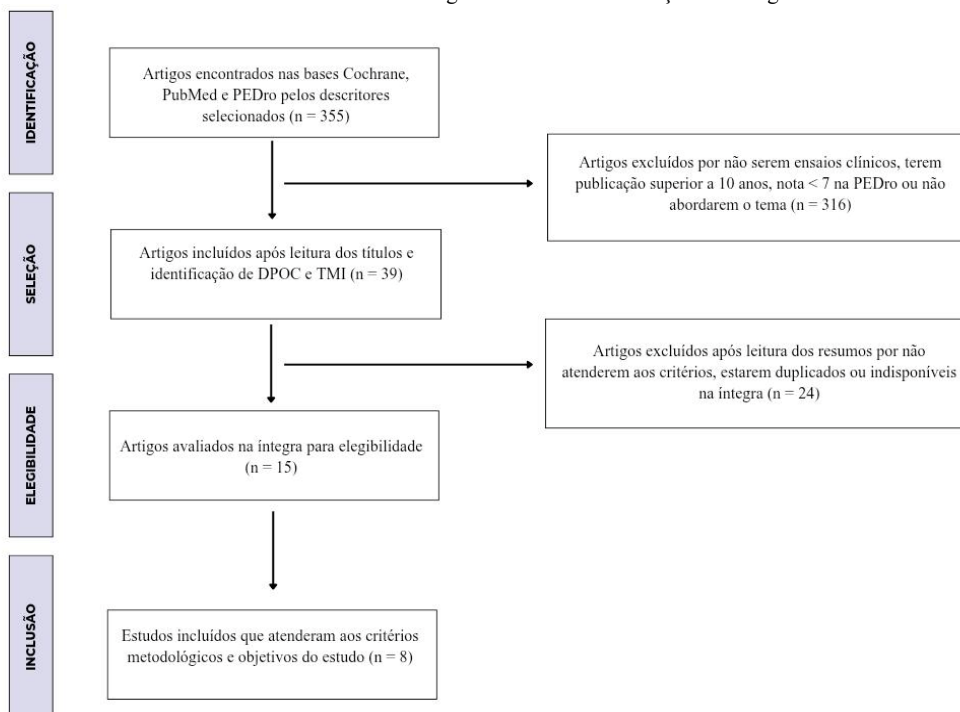 IDENTIFICAÇÃO
Artigos encontrados nas bases Cochrane,
PubMed e PEDro pelos descritores
selecionados (n = 355)
Artigos excluídos por não serem ensaios clínicos, terem
publicação superior a 10 anos, nota < 7 na PEDro ou não
abordarem o tema (n = 316)
SELEÇÃO
Artigos incluídos após leitura dos títulos e
identificação de DPOC e TMI (n = 39)
Artigos excluídos após leitura dos resumos por não
atenderem aos critérios, estarem duplicados ou indisponíveis
na íntegra (n = 24)
ELEGIBILIDADE
Artigos avaliados na íntegra para elegibilidade
(n = 15)
INCLUSÃO
Estudos incluídos que atenderam aos critérios
metodológicos e objetivos do estudo (n = 8)